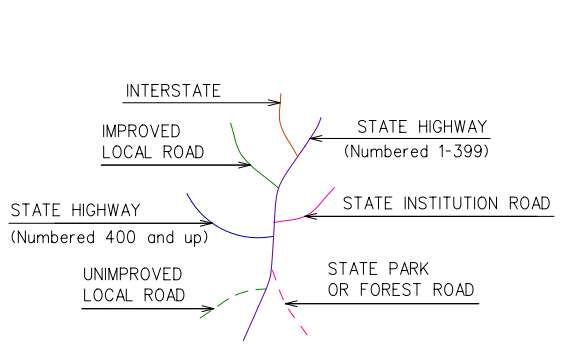 INTERSTATE
STATE HIGHWAY
(Numbered 1-399)
IMPROVED
LOCAL ROAD
STATE INSTITUTION ROAD
STATE HIGHWAY
(Numbered 400 and up)
UNIMPROVED
LOCAL ROAD
STATE PARK
OR FOREST ROAD